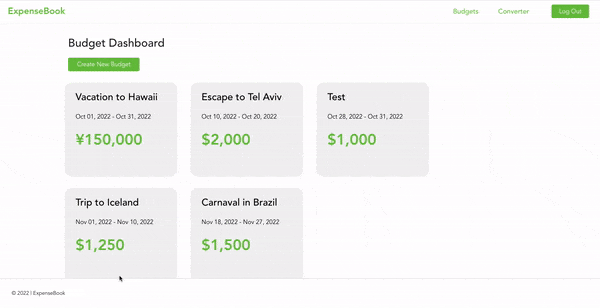 ExpenseBook Budgets Converter Log Out
Budget Dashboard
Create New Budget
Vacation to Hawaii
Oct 01, 2022 - Oct 31, 2022
¥150,000
Escape to Tel Aviv
Oct 10, 2022 - Oct 20, 2022
$2,000
Test
Oct 28, 2022 - Oct 31, 2022
$1,000
Trip to Iceland
Nov 01, 2022 - Nov 10, 2022
$1,250
Carnaval in Brazil
Nov 18, 2022 - Nov 27, 2022
$1,500
© 2022 | ExpenseBook